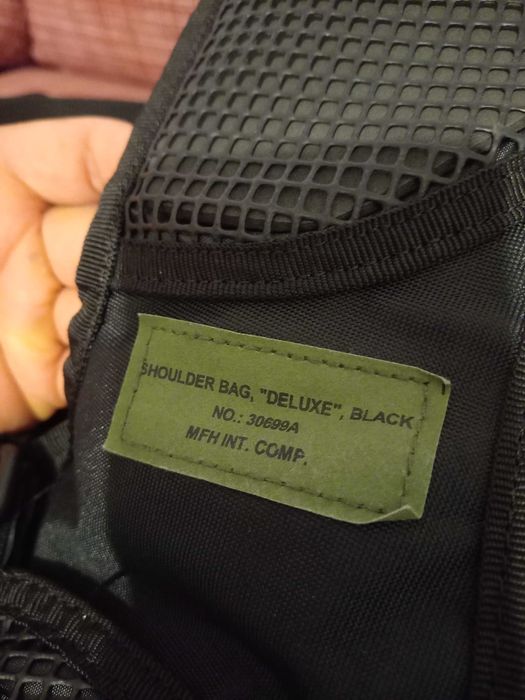 SHOULDER BAG, "DELUXE", BLACK
NO.: 30699A
MFH INT. COMP.